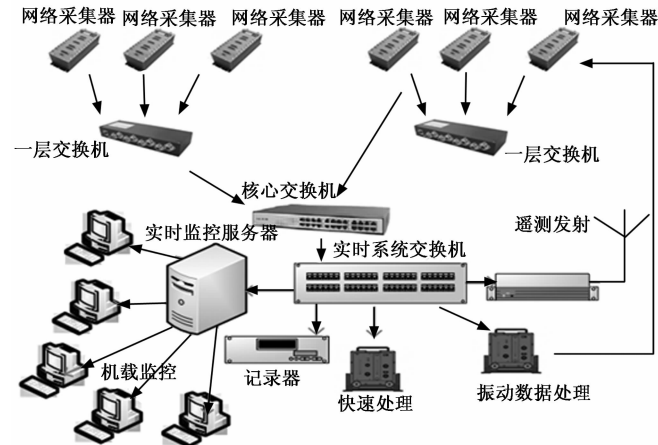 网络采集器
网络采集器
网络采集器
网络采集器
网络采集器
网络采集器
一层交换机
一层交换机
核心交换机
实时监控服务器
实时系统交换机
遥测发射
机载监控
记录器
快速处理
振动数据处理